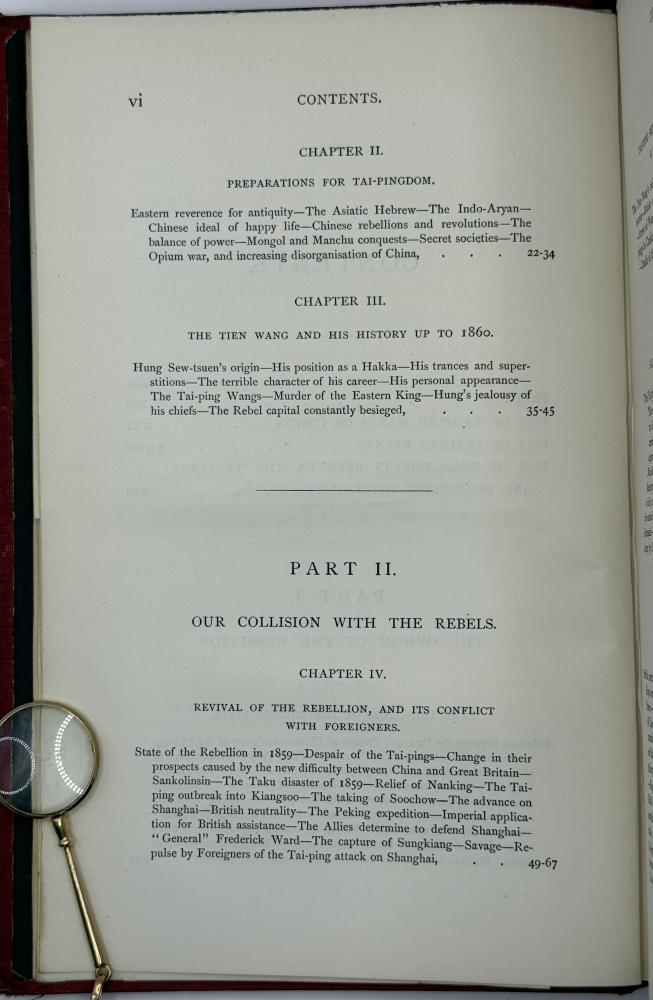 vi CONTENTS.
CHAPTER II.
PREPARATIONS FOR TAI-PINGDOM.
Eastern reverence for antiquity—The Asiatic Hebrew—The Indo-Aryan—
Chinese ideal of happy life—Chinese rebellions and revolutions—The
balance of power—Mongol and Manchu conquests—Secret societies—The
Opium war, and increasing disorganisation of China, . . . 22-34
CHAPTER III.
THE TIEN WANG AND HIS HISTORY UP TO 1860.
Hung Sew-tsuen's origin—His position as a Hakka—His trances and super-
stitions—The terrible character of his career—His personal appearance—
The Tai-ping Wangs—Murder of the Eastern King—Hung's jealousy of
his chiefs—The Rebel capital constantly besieged, . . . 35-45
PART II.
OUR COLLISION WITH THE REBELS.
CHAPTER IV.
REVIVAL OF THE REBELLION, AND ITS CONFLICT
WITH FOREIGNERS.
State of the Rebellion in 1859—Despair of the Tai-pings—Change in their
prospects caused by the new difficulty between China and Great Britain—
Sankolinsin—The Taku disaster of 1859—Relief of Nanking—The Tai-
ping outbreak into Kiangsoo—The taking of Soochow—The advance on
Shanghai—British neutrality—The Peking expedition—Imperial applica-
tion for British assistance—The Allies determine to defend Shanghai—
"General" Frederick Ward—The capture of Sungkiang—Savage—Re-
pulse by Foreigners of the Tai-ping attack on Shanghai, . . 49-67